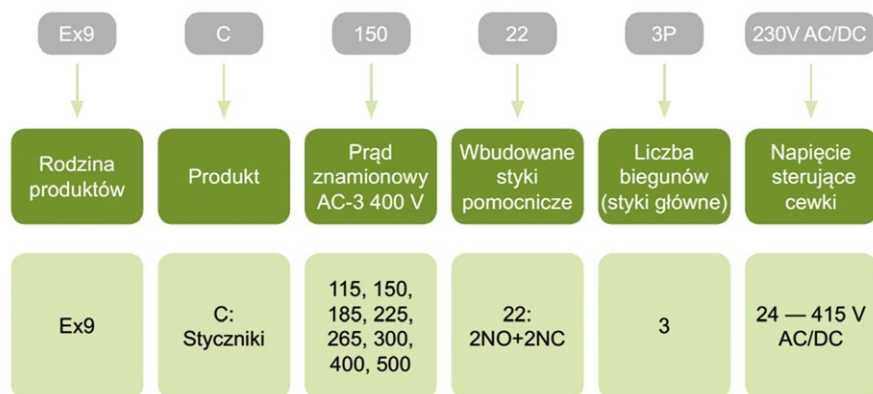 Ex9
C
150
22
3P
230V AC/DC
Rodzina
produktów
Produkt
Prąd
znamionowy
AC-3 400 V
Wbudowane
styki
pomocnicze
Liczba
biegunów
(styki główne)
Napięcie
sterujące
cewki
Ex9
C:
Styczniki
115, 150,
185, 225,
265, 300,
400, 500
22:
2NO+2NC
3
24 — 415 V
AC/DC